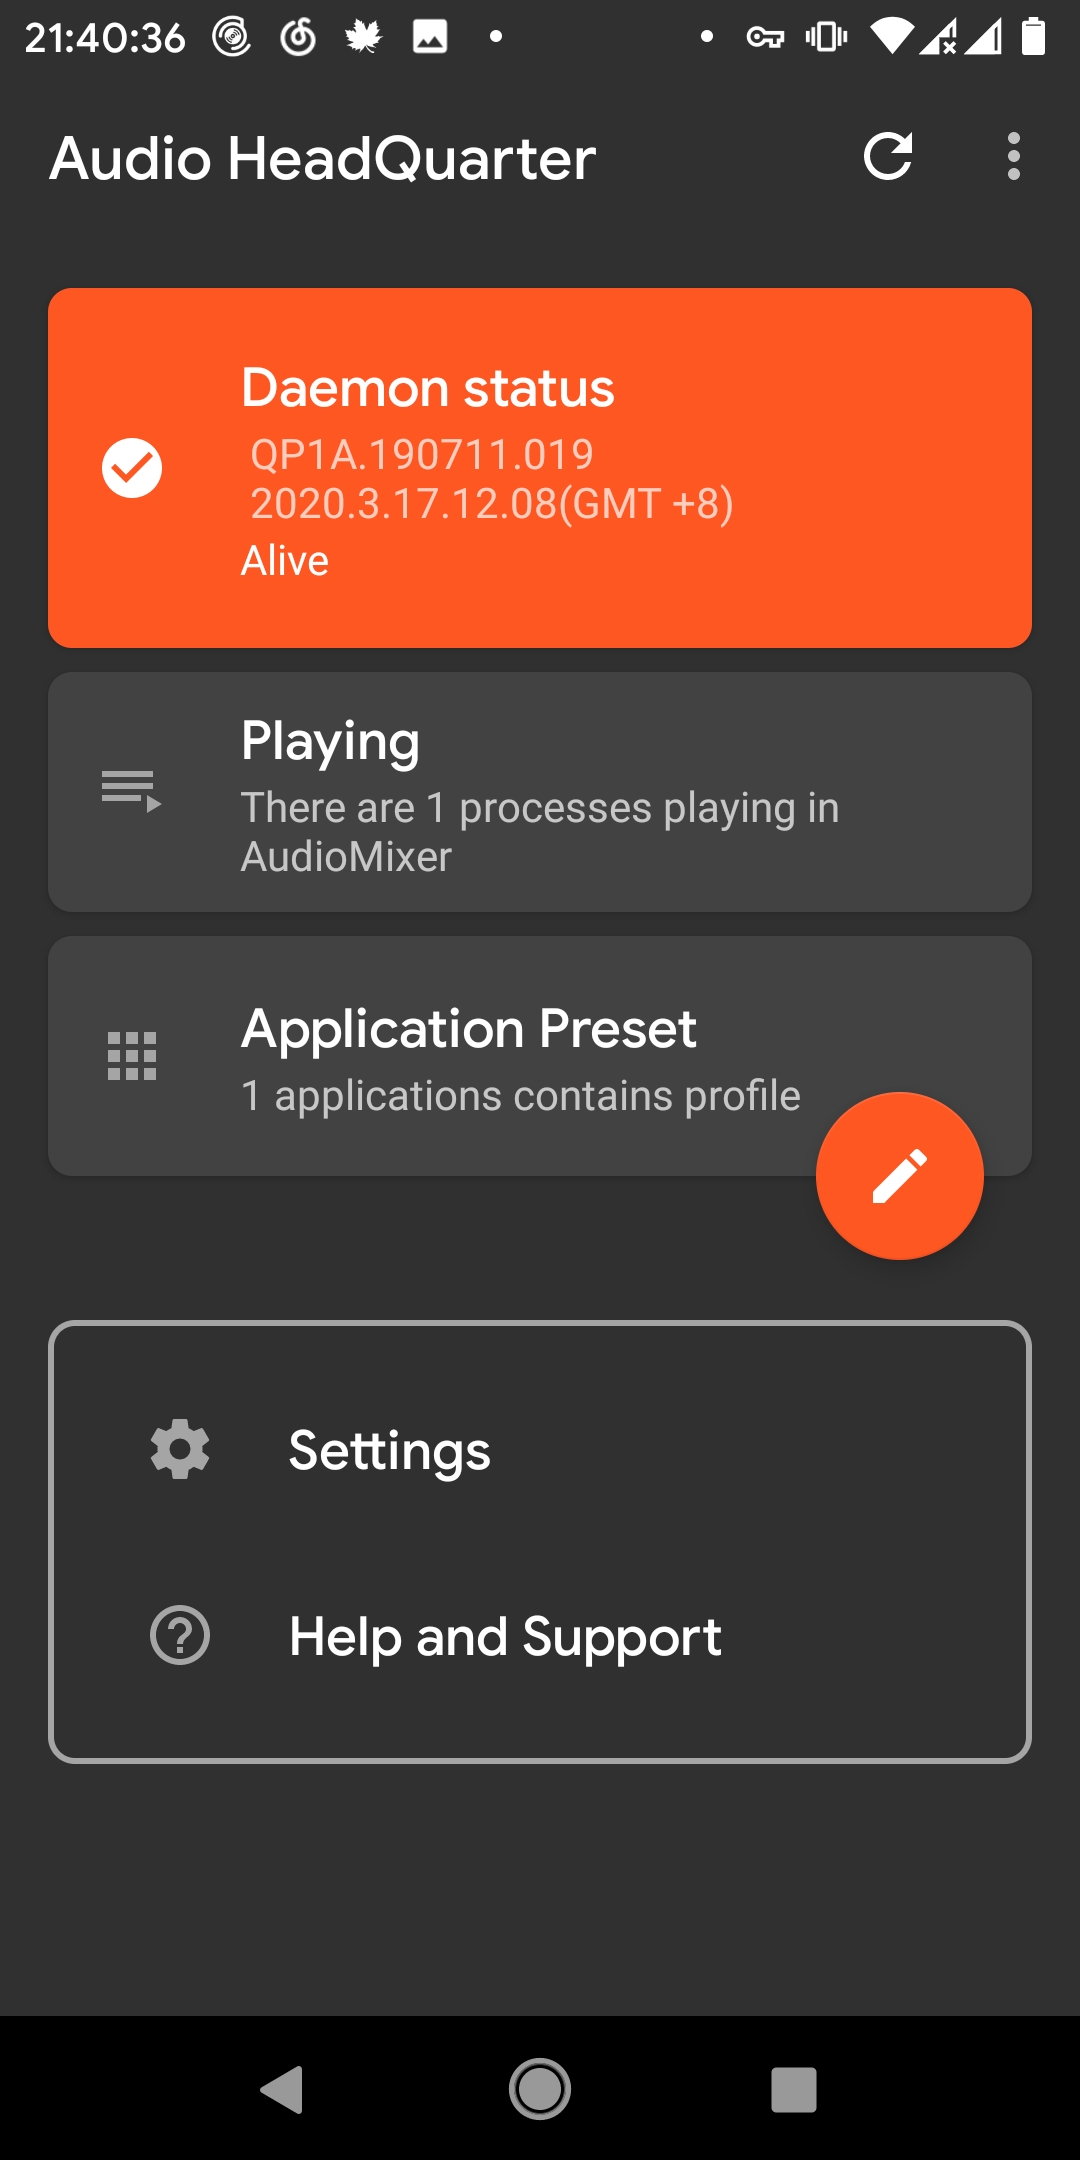 21:40:36
Audio HeadQuarter
Daemon status
QP1A.190711.019
2020.3.17.12.08(GMT +8)
Alive
Playing
There are 1 processes playing in
AudioMixer
Application Preset
1 applications contains profile
Settings
Help and Support